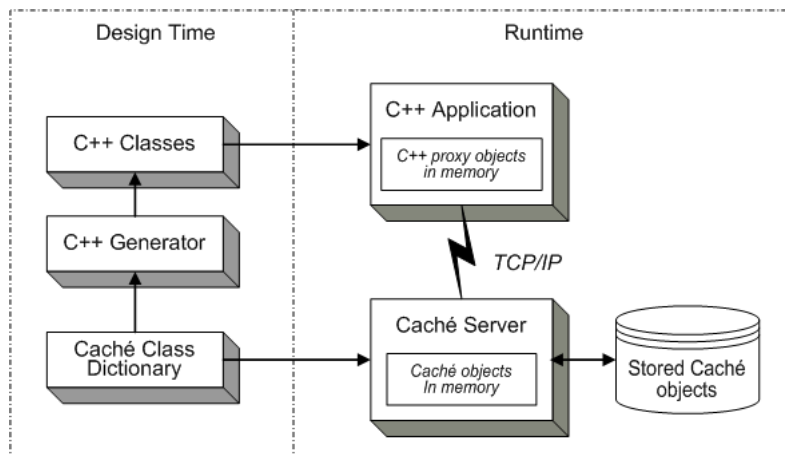 Design Time
Runtime
C++ Classes
C++ Generator
Caché Class
Dictionary
C++ Application
C++ proxy objects
in memory
TCP/IP
Caché Server
Caché objects
In memory
Stored Caché
objects